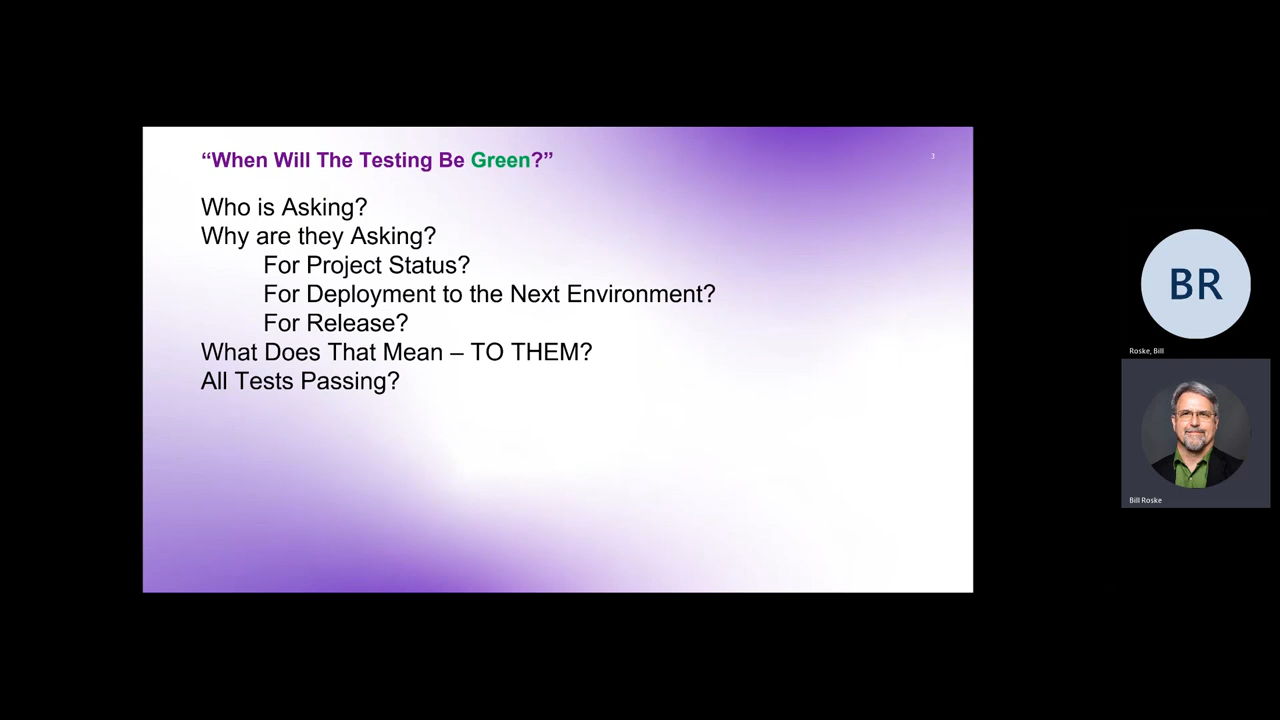 “When Will The Testing Be Green?”
3
Who is Asking?
Why are they Asking?
For Project Status?
For Deployment to the Next Environment?
For Release?
What Does That Mean – TO THEM?
All Tests Passing?
BR
Roske, Bill
Bill Roske